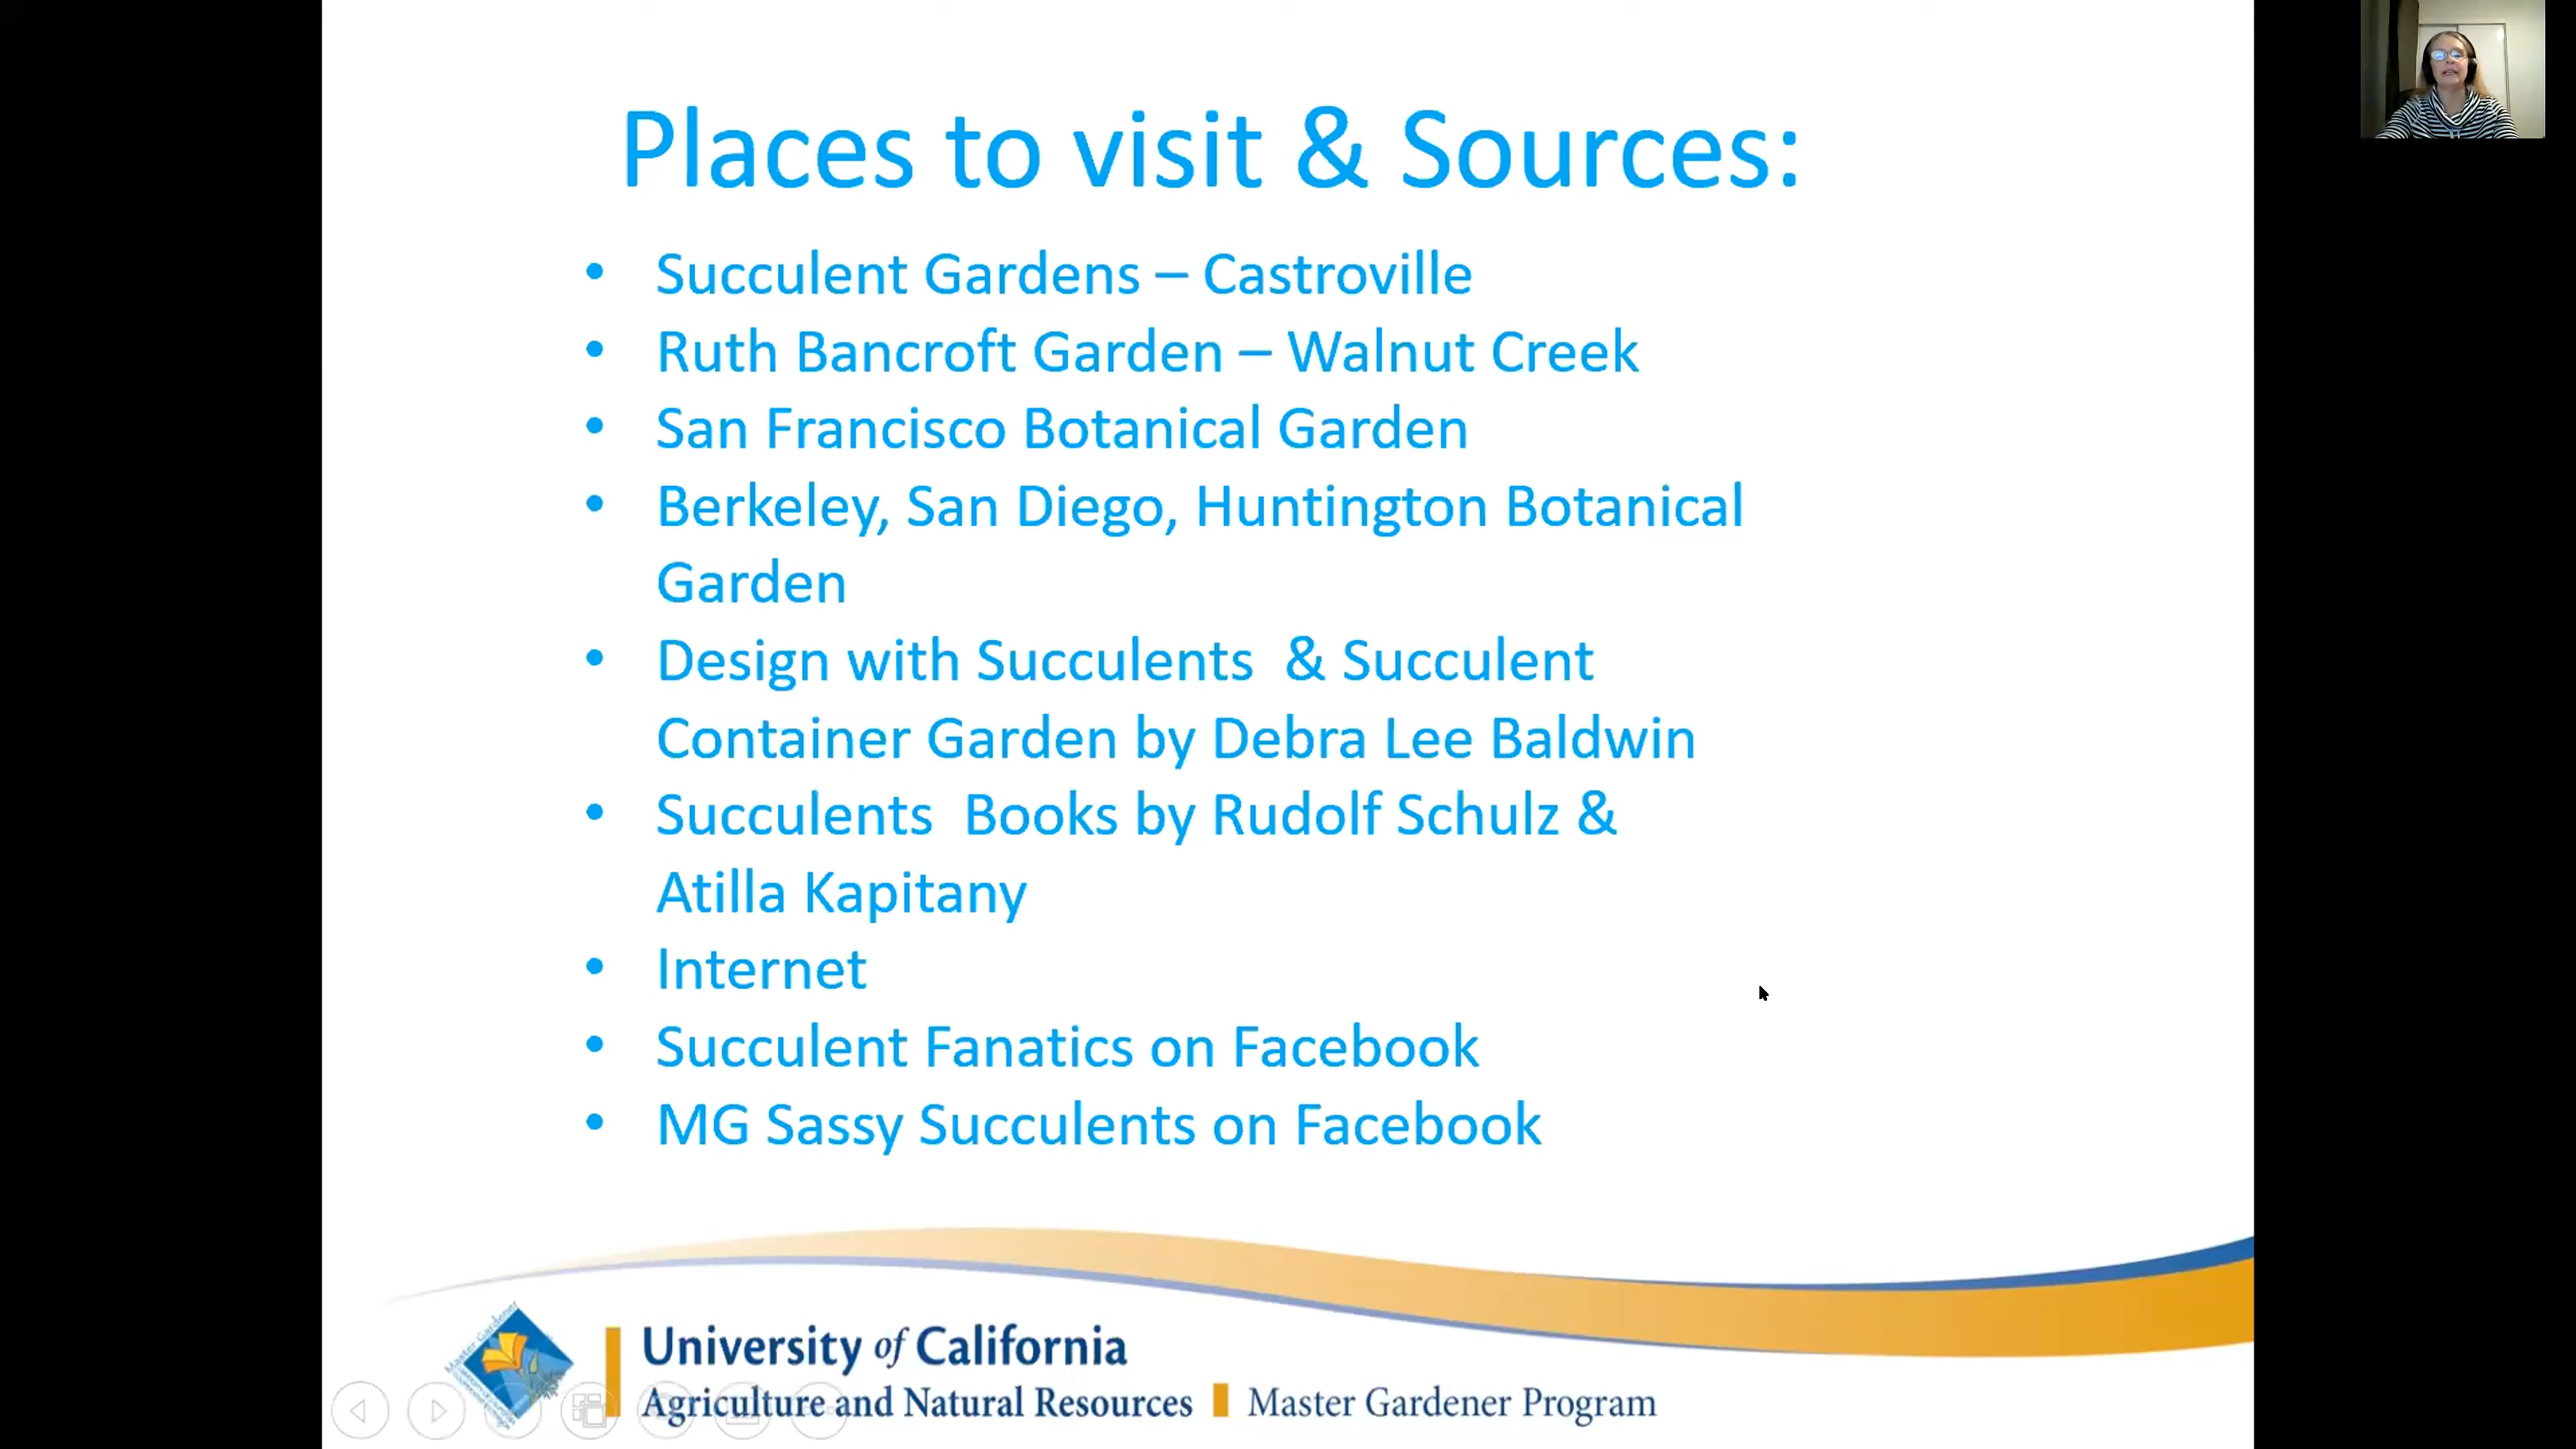 Places to visit & Sources:
• Succulent Gardens – Castroville
• Ruth Bancroft Garden – Walnut Creek
• San Francisco Botanical Garden
• Berkeley, San Diego, Huntington Botanical
Garden
• Design with Succulents & Succulent
Container Garden by Debra Lee Baldwin
• Succulents Books by Rudolf Schulz &
Atilla Kapitany
• Internet
• Succulent Fanatics on Facebook
• MG Sassy Succulents on Facebook
Master Gardener
University of California
Agriculture and Natural Resources Master Gardener Program